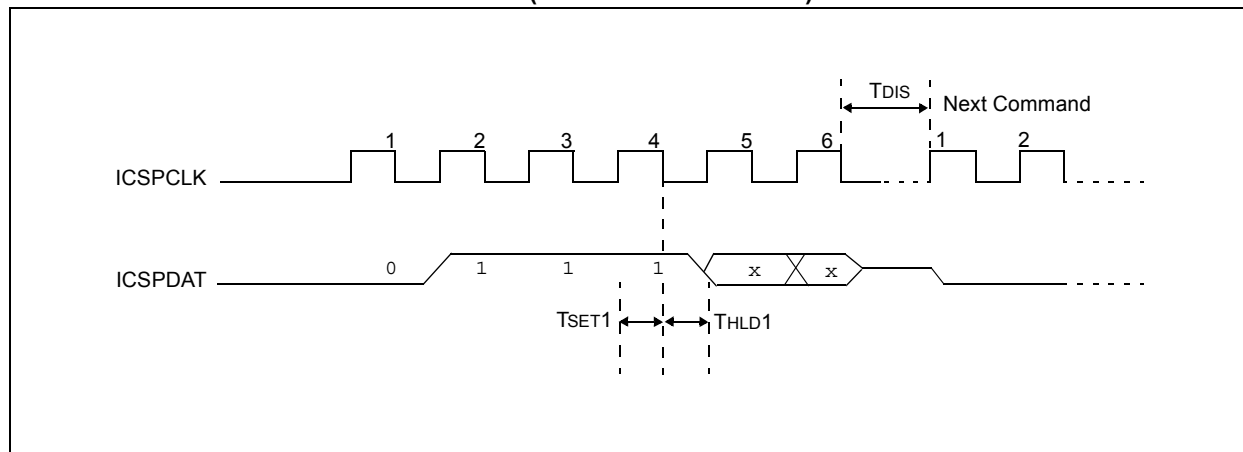 TDIS
Next Command
1 2 3 4 5 6 1 2
ICSPCLK
ICSPDAT
0 1 1 1 x x
TSET1 THLD1